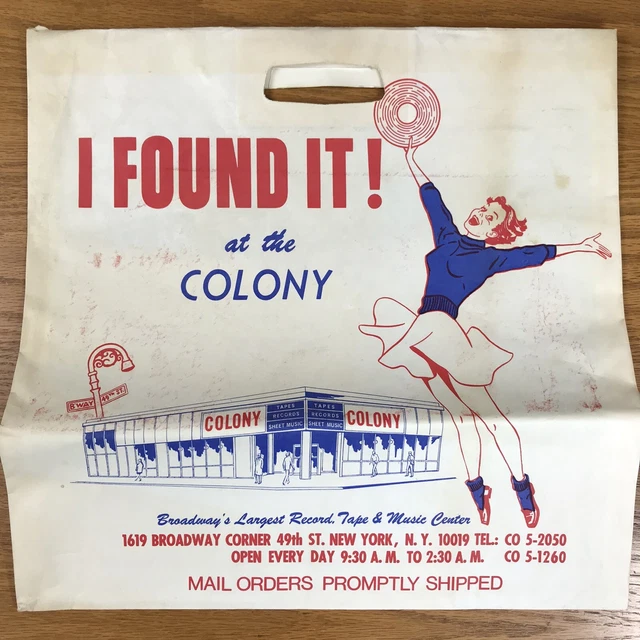 I FOUND IT!
at the
COLONY
B'WAY 49TH ST.
COLONY
TAPES
RECORDS
SHEET MUSIC
TAPES
RECORDS
SHEET MUSIC
COLONY
Broadway's Largest Record, Tape & Music Center
1619 BROADWAY CORNER 49th ST. NEW YORK, N. Y. 10019 TEL.: CO 5-2050
OPEN EVERY DAY 9:30 A. M. TO 2:30 A. M. CO 5-1260
MAIL ORDERS PROMPTLY SHIPPED